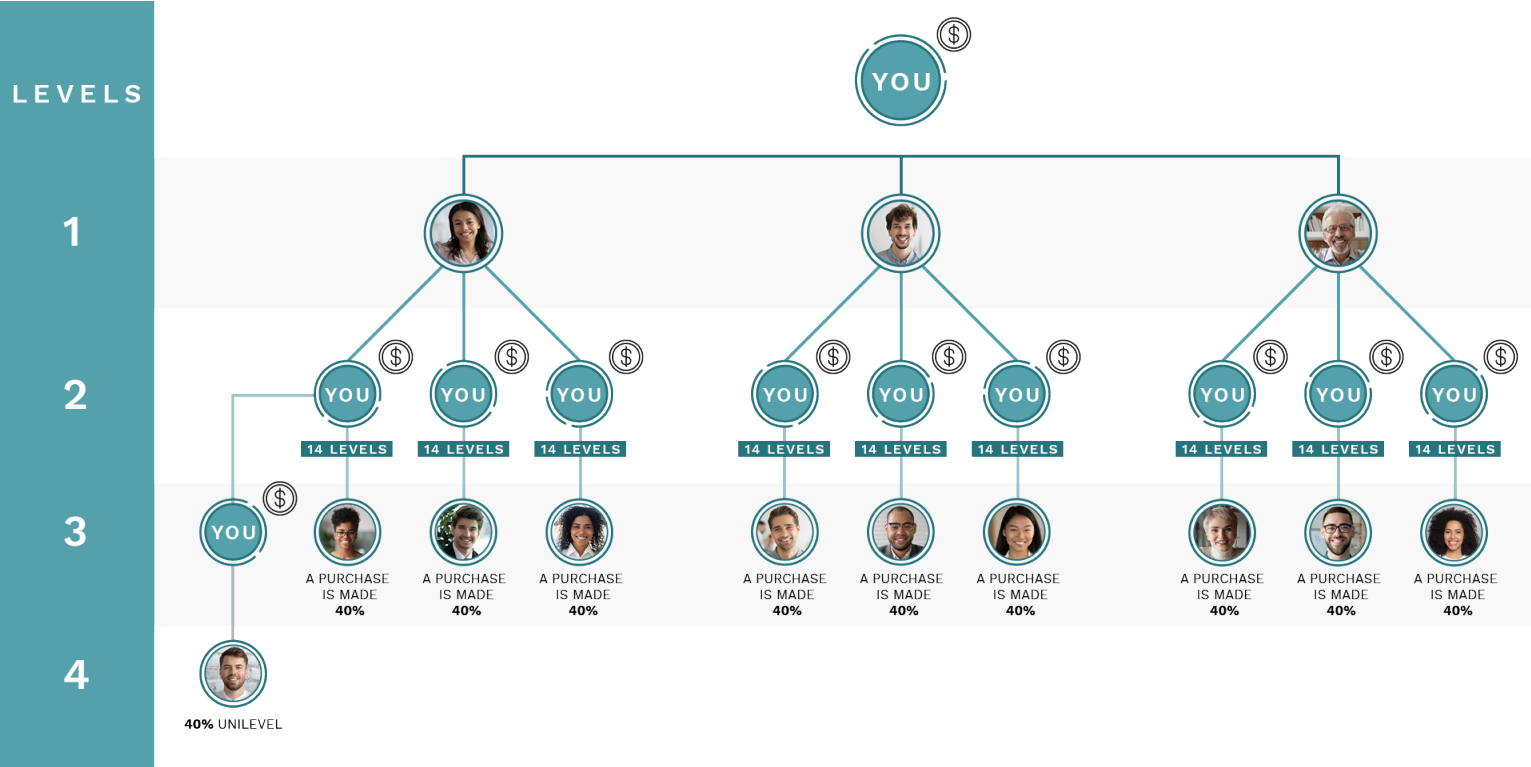 $
YOU
LEVELS
1
$ $ $ $ $ $ $ $ $
2
YOU YOU YOU YOU YOU YOU YOU YOU YOU
14 LEVELS 14 LEVELS 14 LEVELS 14 LEVELS 14 LEVELS 14 LEVELS 14 LEVELS 14 LEVELS 14 LEVELS
$
3
YOU
A PURCHASE A PURCHASE A PURCHASE A PURCHASE A PURCHASE A PURCHASE A PURCHASE A PURCHASE A PURCHASE
IS MADE IS MADE IS MADE IS MADE IS MADE IS MADE IS MADE IS MADE IS MADE
40% 40% 40% 40% 40% 40% 40% 40% 40%
4
40% UNILEVEL